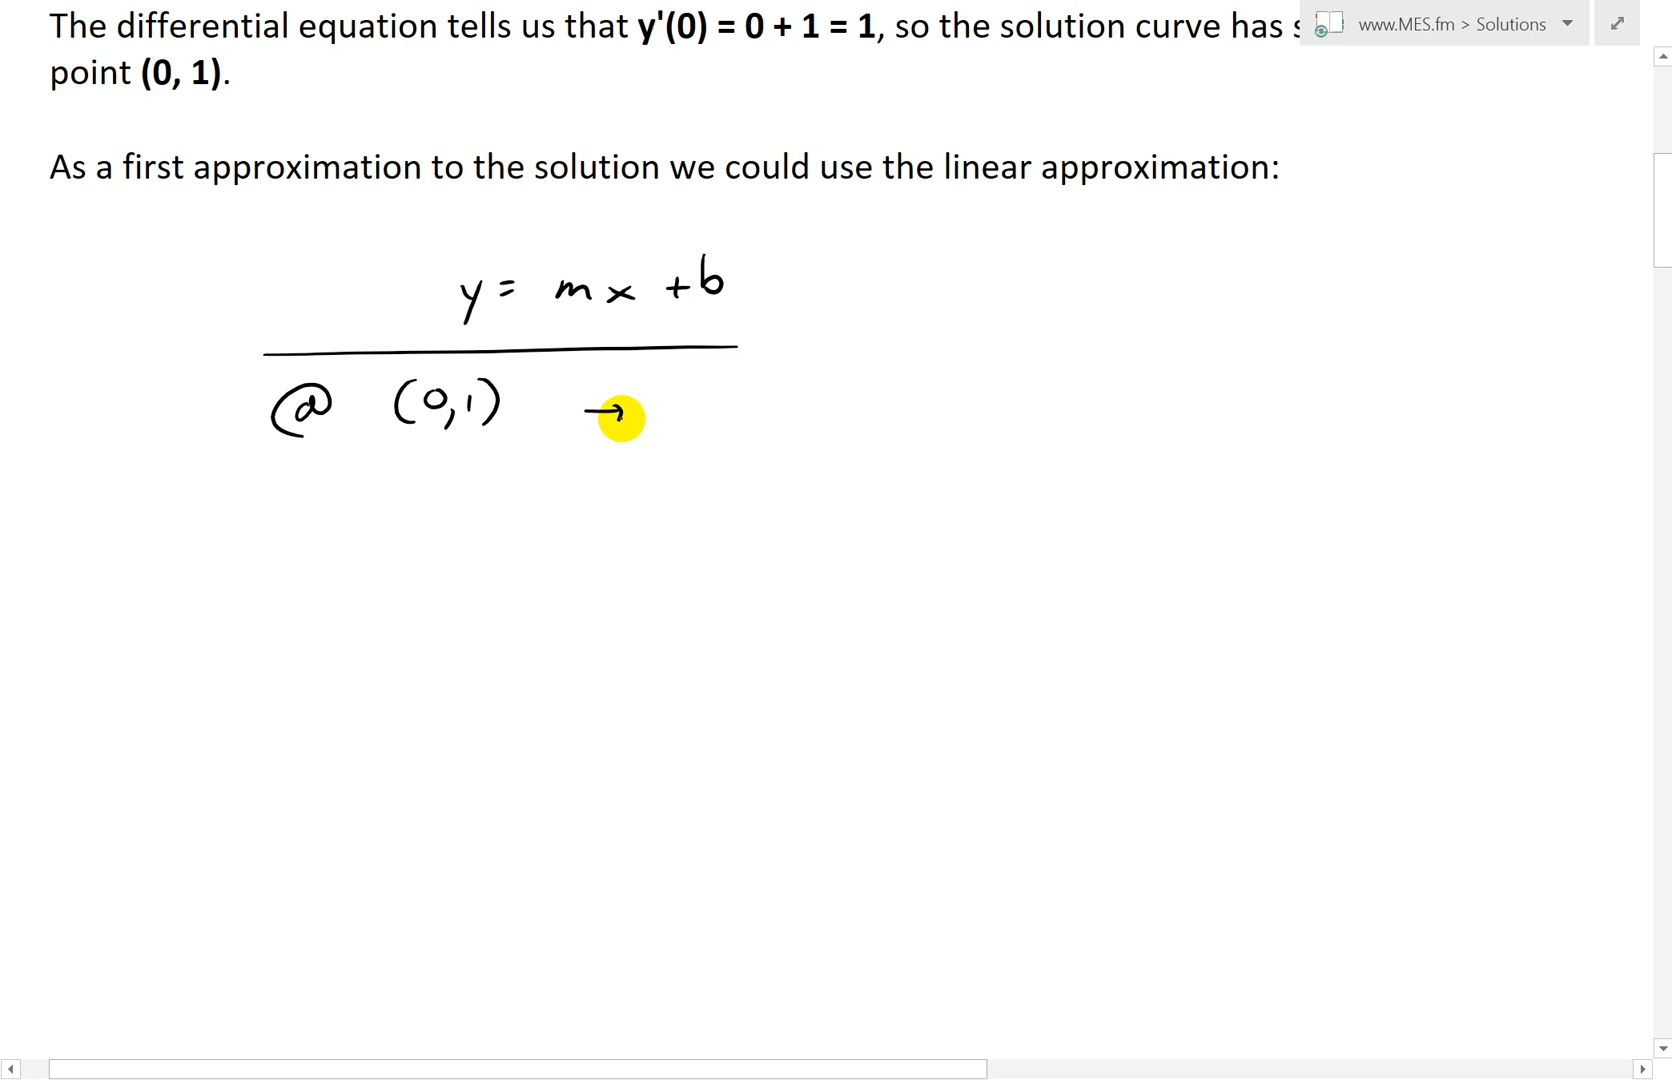 The differential equation tells us that y'(0) = 0 + 1 = 1, so the solution curve has
www.MES.fm > Solutions
point (0, 1).
As a first approximation to the solution we could use the linear approximation:
y = mx + b
@ (0,1) →